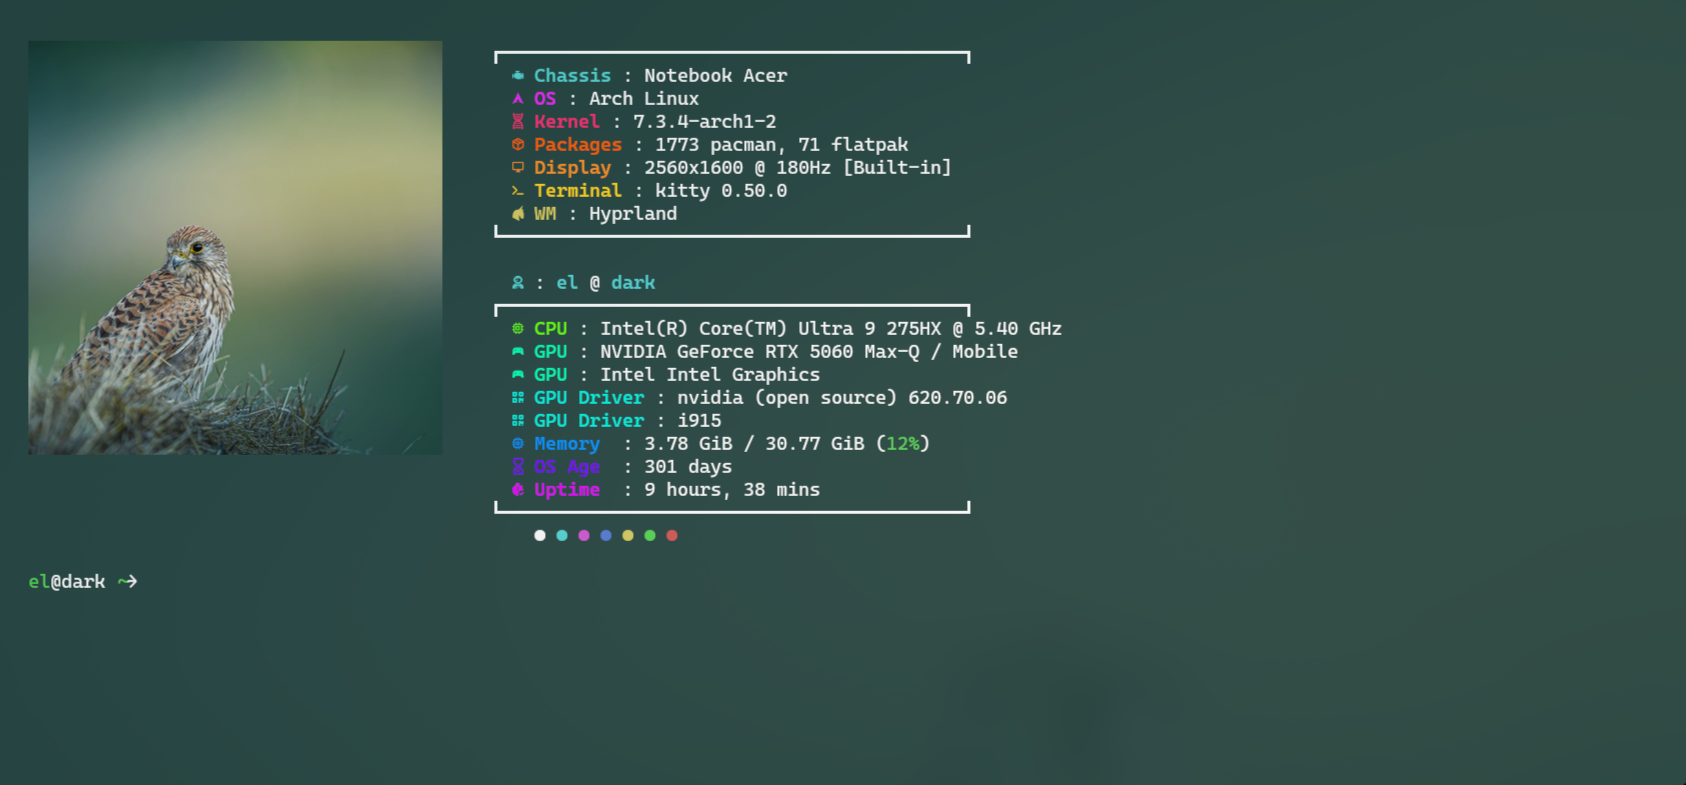 Chassis : Notebook Acer
OS : Arch Linux
Kernel : 7.3.4-arch1-2
Packages : 1773 pacman, 71 flatpak
Display : 2560x1600 @ 180Hz [Built-in]
Terminal : kitty 0.50.0
WM : Hyprland
: el @ dark
CPU : Intel(R) Core(TM) Ultra 9 275HX @ 5.40 GHz
GPU : NVIDIA GeForce RTX 5060 Max-Q / Mobile
GPU : Intel Intel Graphics
GPU Driver : nvidia (open source) 620.70.06
GPU Driver : i915
Memory  : 3.78 GiB / 30.77 GiB (12%)
OS Age  : 301 days
Uptime  : 9 hours, 38 mins
el@dark ~→